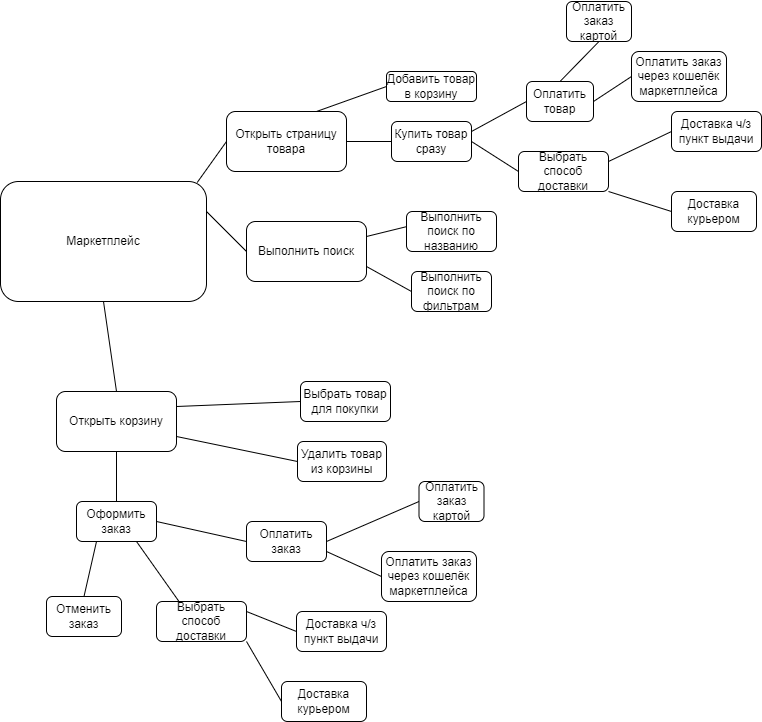 Оплатить
заказ
картой
Оплатить заказ
через кошелёк
маркетплейса
Добавить товар
в корзину
Оплатить
товар
Открыть страницу
товара
Купить товар
сразу
Доставка ч/з
пункт выдачи
Выбрать
способ
доставки
Доставка
курьером
Маркетплейс
Выполнить поиск
Выполнить
поиск по
названию
Выполнить
поиск по
фильтрам
Открыть корзину
Выбрать товар
для покупки
Удалить товар
из корзины
Оформить
заказ
Оплатить
заказ
Оплатить
заказ
картой
Оплатить заказ
через кошелёк
маркетплейса
Отменить
заказ
Выбрать
способ
доставки
Доставка ч/з
пункт выдачи
Доставка
курьером